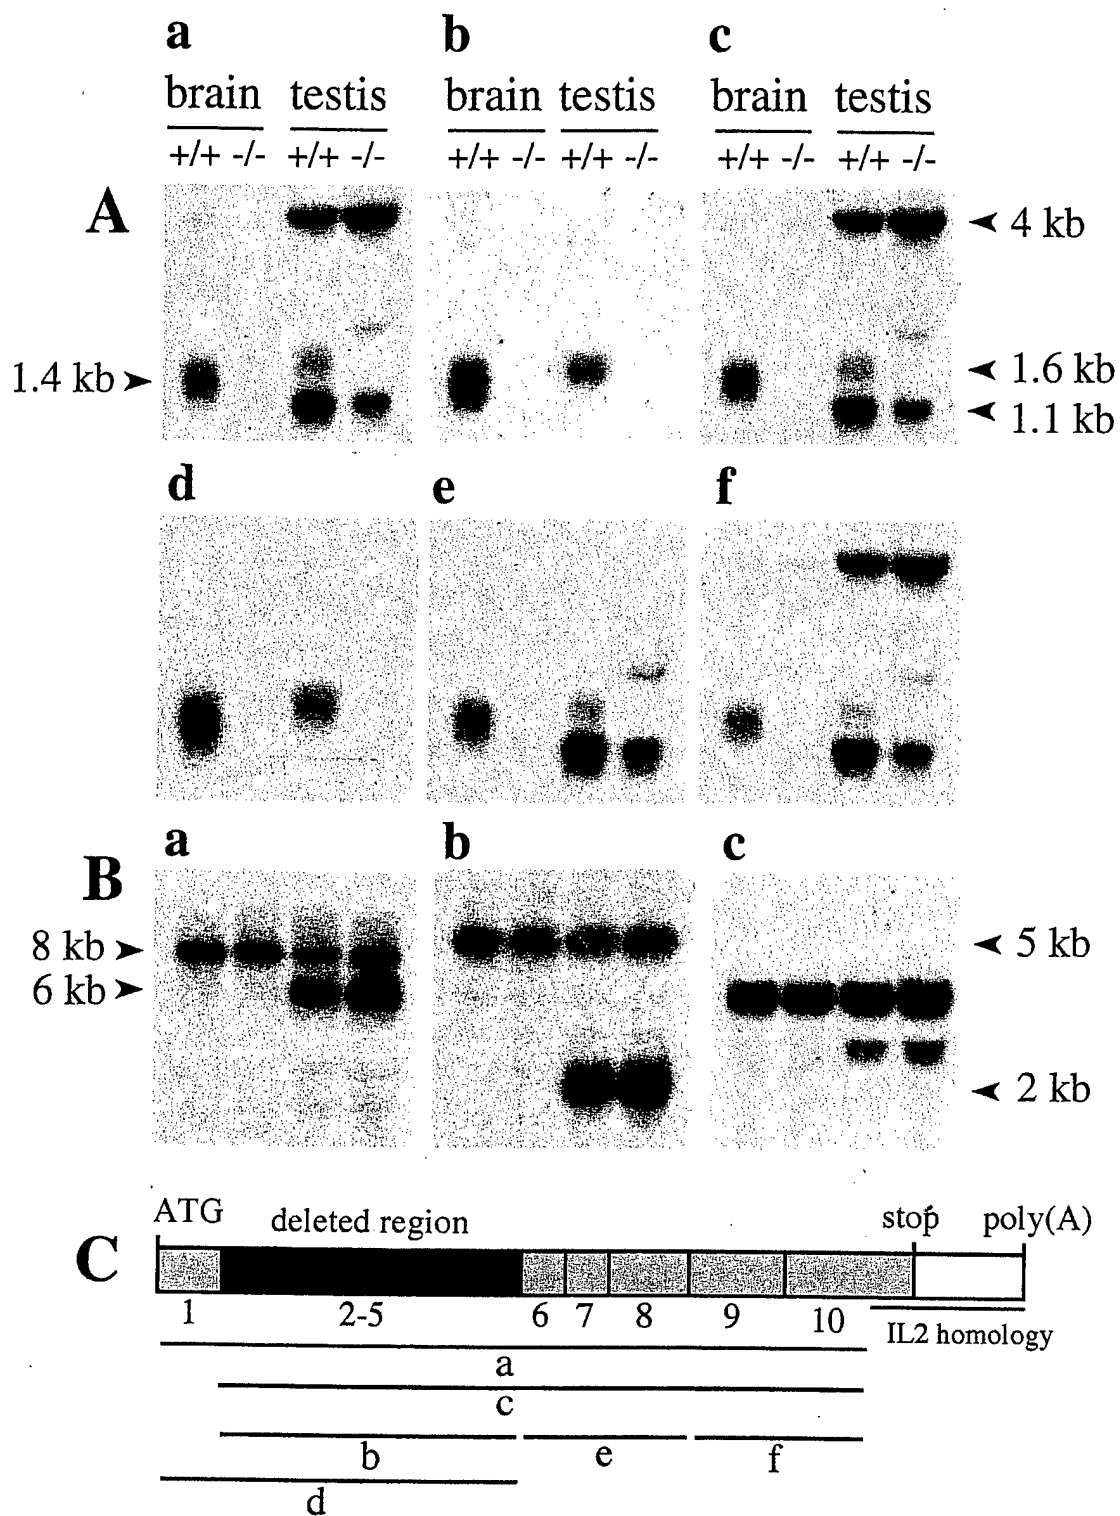 a b c
brain testis brain testis brain testis
+/+ -/- +/+ -/- +/+ -/- +/+ -/- +/+ -/- +/+ -/-
A
4 kb
1.4 kb
1.6 kb
1.1 kb
d e f
a b c
B
8 kb
5 kb
6 kb
2 kb
ATG deleted region stop poly(A)
C
1 2-5 6 7 8 9 10
IL2 homology
a
c
b e f
d